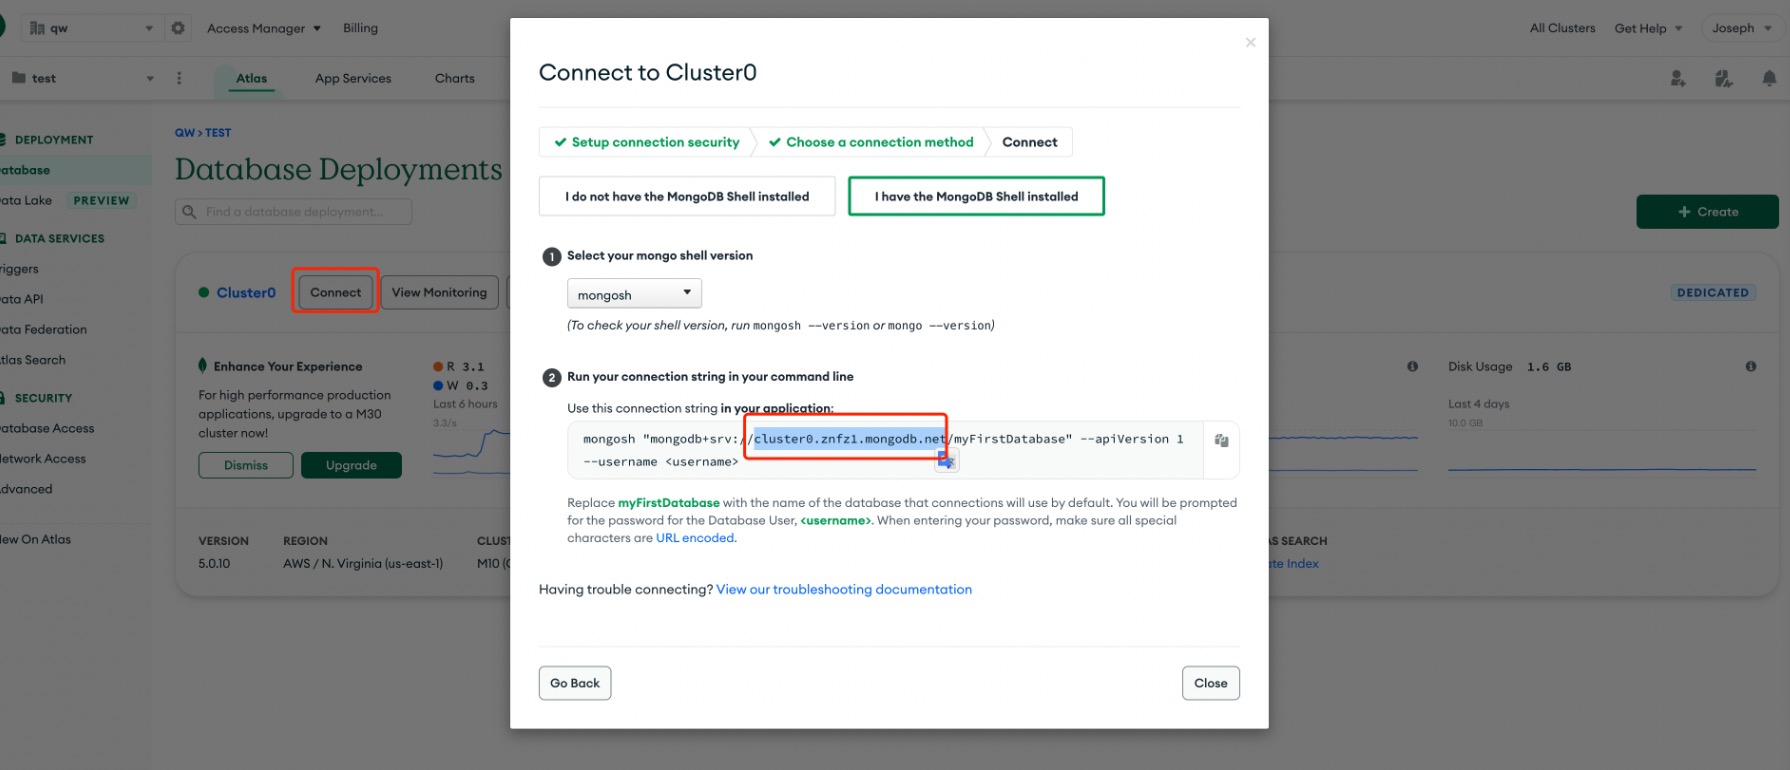 qw
Access Manager
Billing
All Clusters
Get Help
Joseph
test
Atlas
App Services
Charts
DEPLOYMENT
atabase
ata Lake
PREVIEW
DATA SERVICES
riggers
ata API
ata Federation
tlas Search
SECURITY
atabase Access
etwork Access
dvanced
ew On Atlas
QW > TEST
Database Deployments
Find a database deployment...
+ Create
Cluster0
Connect
View Monitoring
DEDICATED
Enhance Your Experience
For high performance production
applications, upgrade to a M30
cluster now!
Dismiss
Upgrade
R 3.1
W 0.3
Last 6 hours
3.3/s
Disk Usage 1.6 GB
Last 4 days
10.0 GB
VERSION
5.0.10
REGION
AWS / N. Virginia (us-east-1)
CLUST
M10 (
S SEARCH
te Index
Connect to Cluster0
Setup connection security
Choose a connection method
Connect
I do not have the MongoDB Shell installed
I have the MongoDB Shell installed
1 Select your mongo shell version
mongosh
(To check your shell version, run mongosh --version or mongo --version)
2 Run your connection string in your command line
Use this connection string in your application:
mongosh "mongodb+srv://cluster0.znfz1.mongodb.net/myFirstDatabase" --apiVersion 1
--username <username>
Replace myFirstDatabase with the name of the database that connections will use by default. You will be prompted
for the password for the Database User, <username>. When entering your password, make sure all special
characters are URL encoded.
Having trouble connecting? View our troubleshooting documentation
Go Back
Close